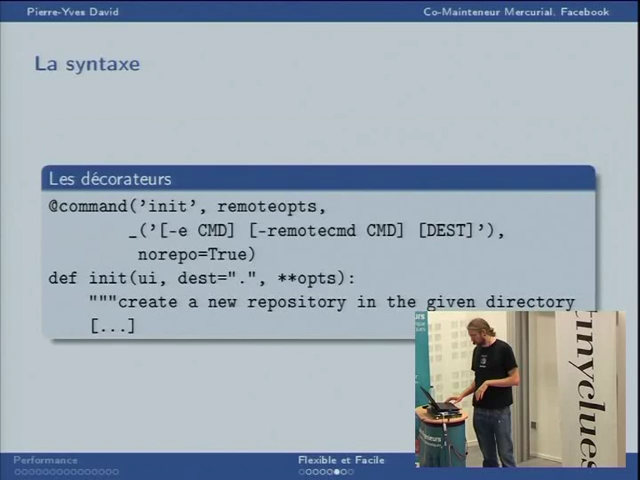 Pierre-Yves David
Co-Mainteneur Mercurial. Facebook
La syntaxe
Les décorateurs
@command('init', remoteopts,
_('[-e CMD] [-remotecmd CMD] [DEST]'),
norepo=True)
def init(ui, dest=".", **opts):
"""create a new repository in the given directory
[...]
tinyclues
Performance
Flexible et Facile